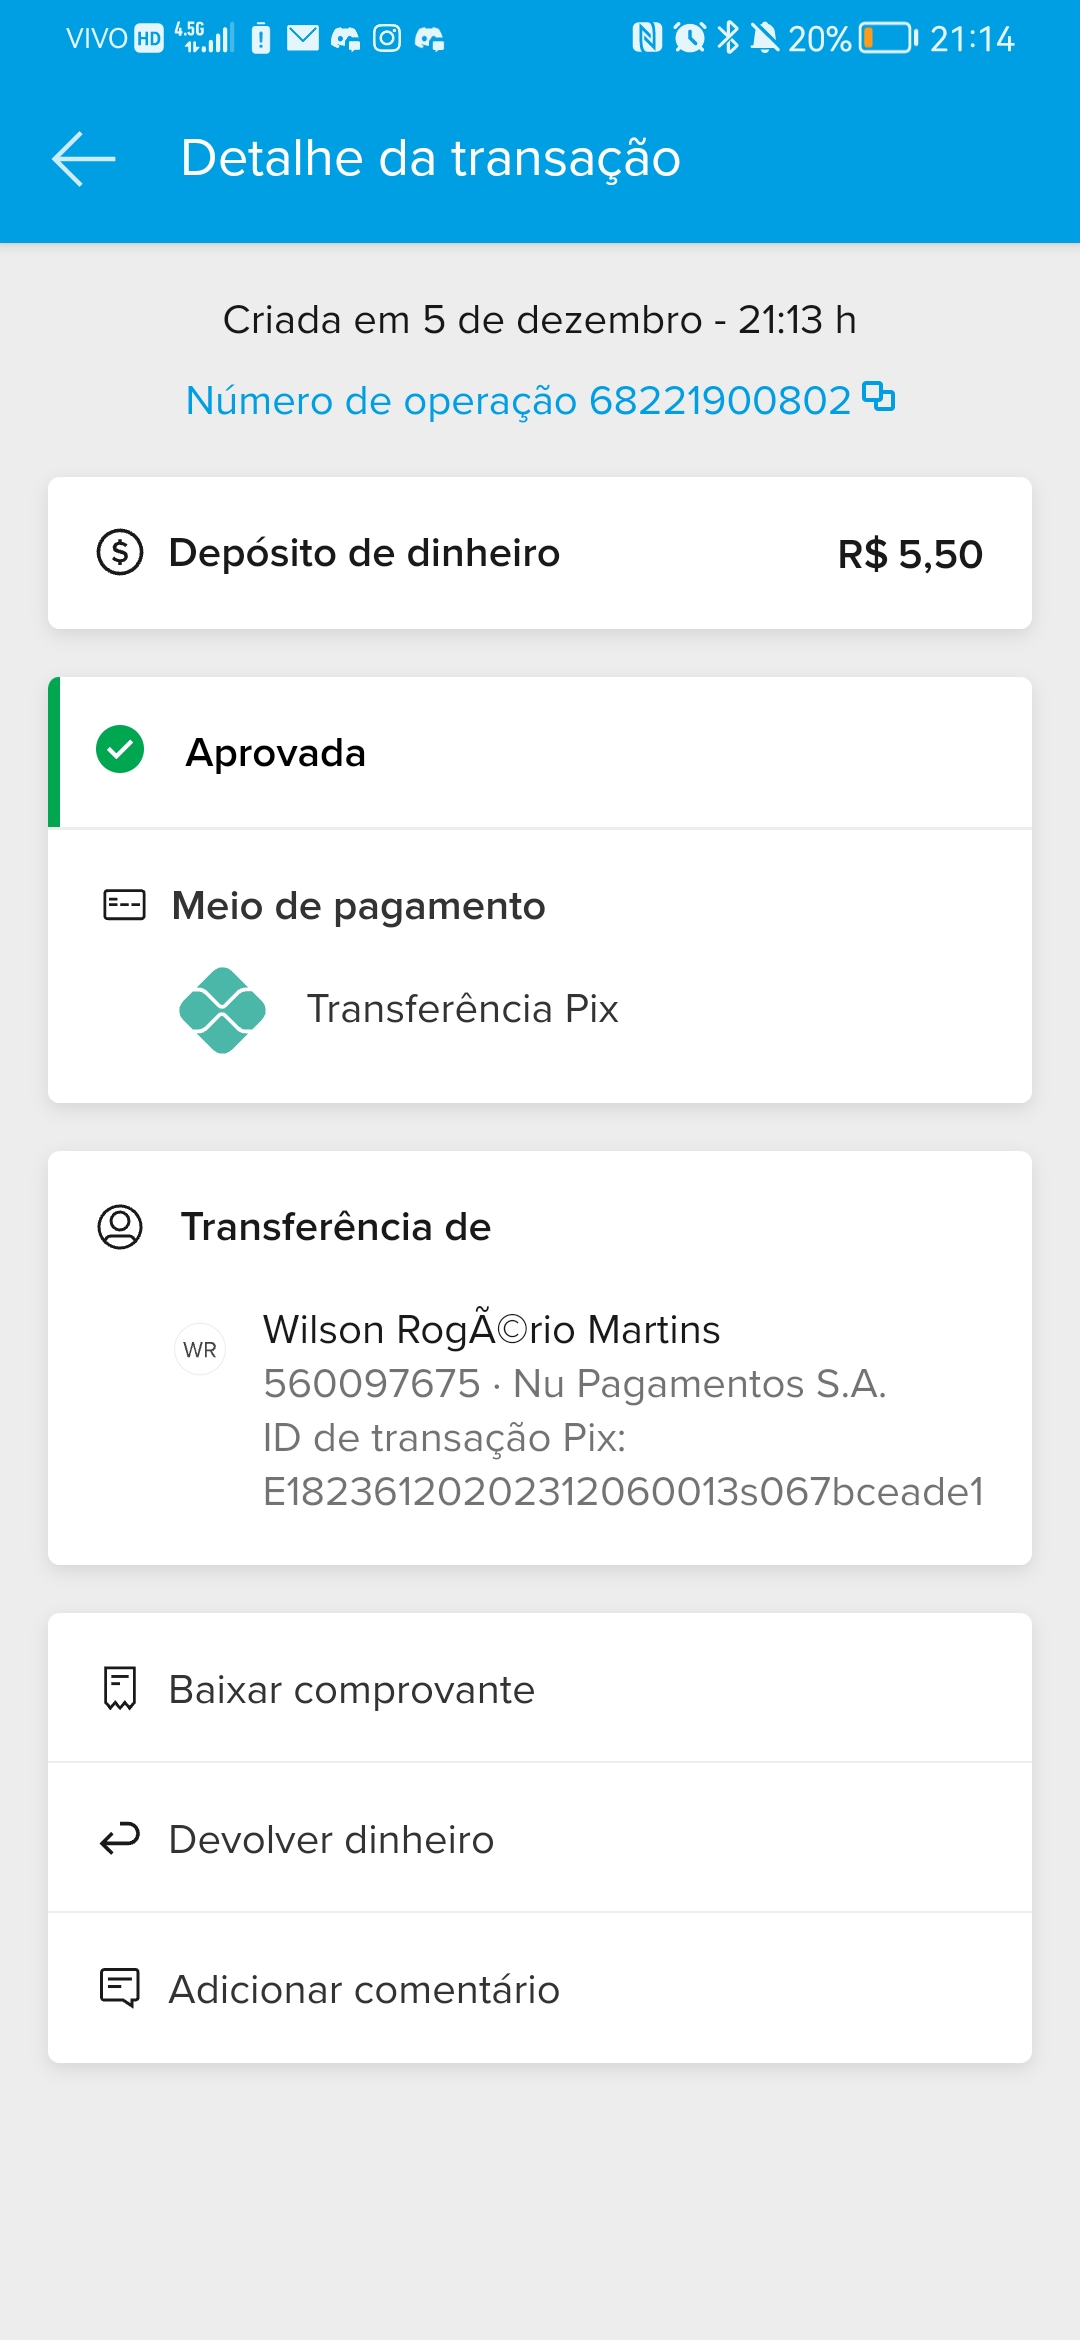 VIVO HD 4.5G 20% 21:14
Detalhe da transação
Criada em 5 de dezembro - 21:13 h
Número de operação 68221900802
Depósito de dinheiro R$ 5,50
Aprovada
Meio de pagamento
Transferência Pix
Transferência de
WR
Wilson RogÃ©rio Martins
560097675 · Nu Pagamentos S.A.
ID de transação Pix:
E18236120202312060013s067bceade1
Baixar comprovante
Devolver dinheiro
Adicionar comentário